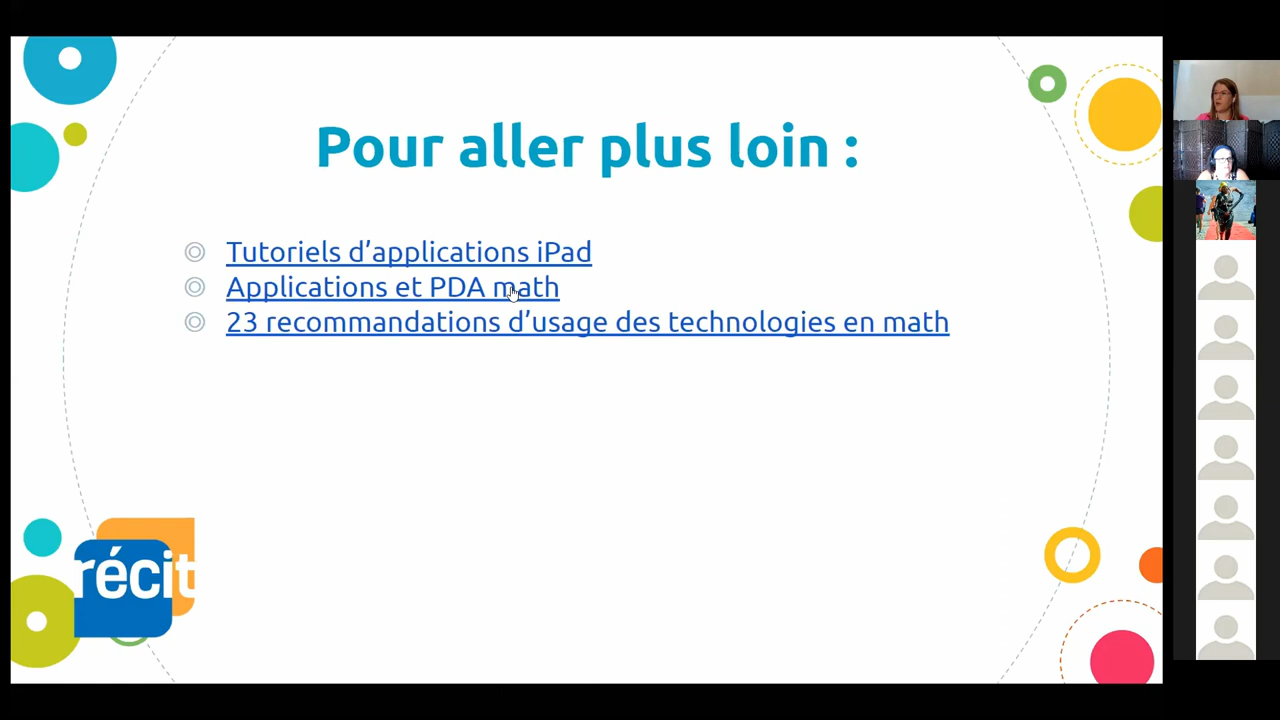 Pour aller plus loin :
Tutoriels d’applications iPad
Applications et PDA math
23 recommandations d’usage des technologies en math
récit